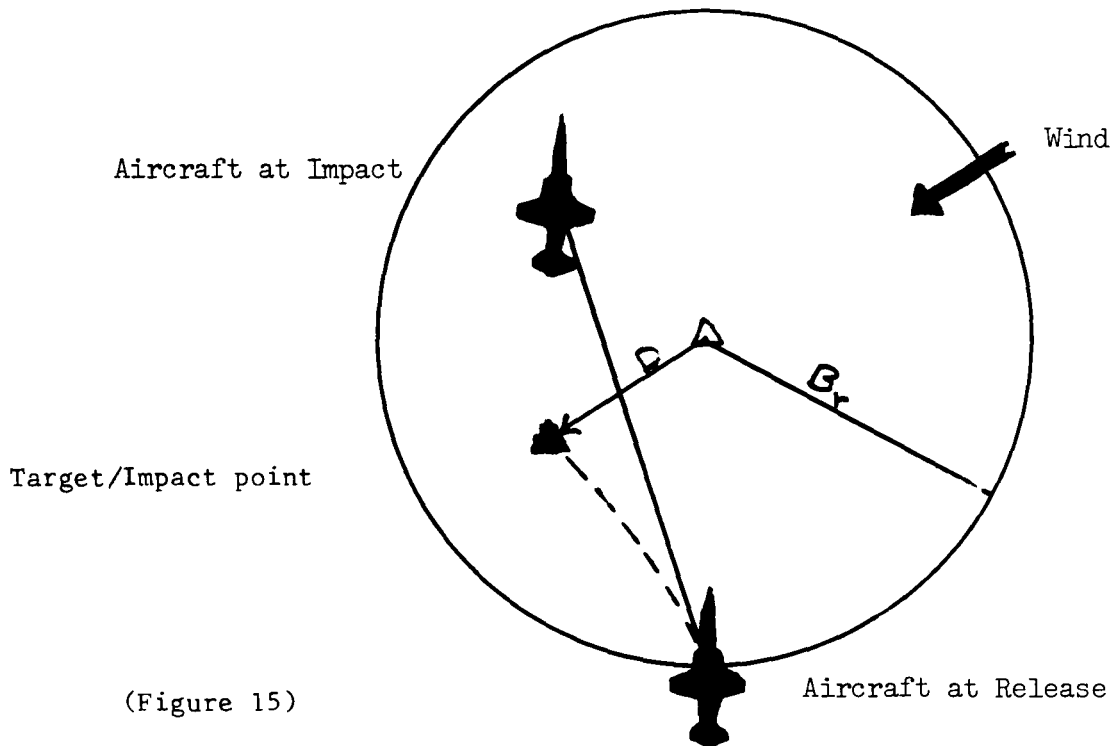 Wind
Aircraft at Impact
D
Br
Target/Impact point
(Figure 15)
Aircraft at Release